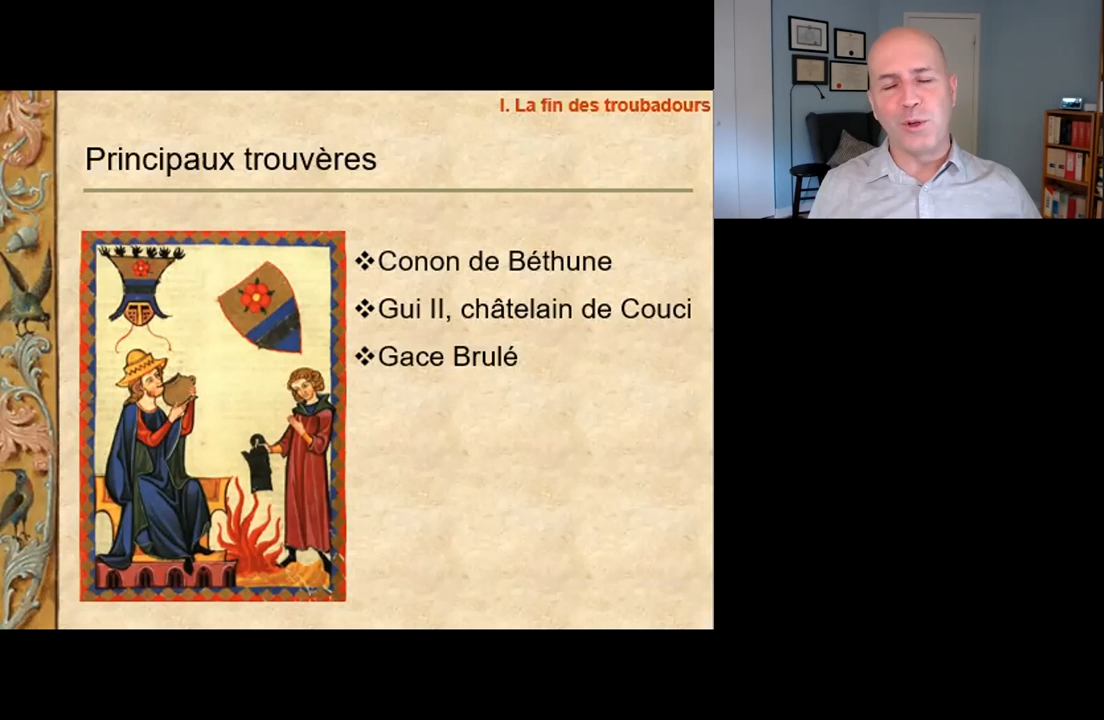 I. La fin des troubadours
Principaux trouvères
❖Conon de Béthune
❖Gui II, châtelain de Couci
❖Gace Brulé